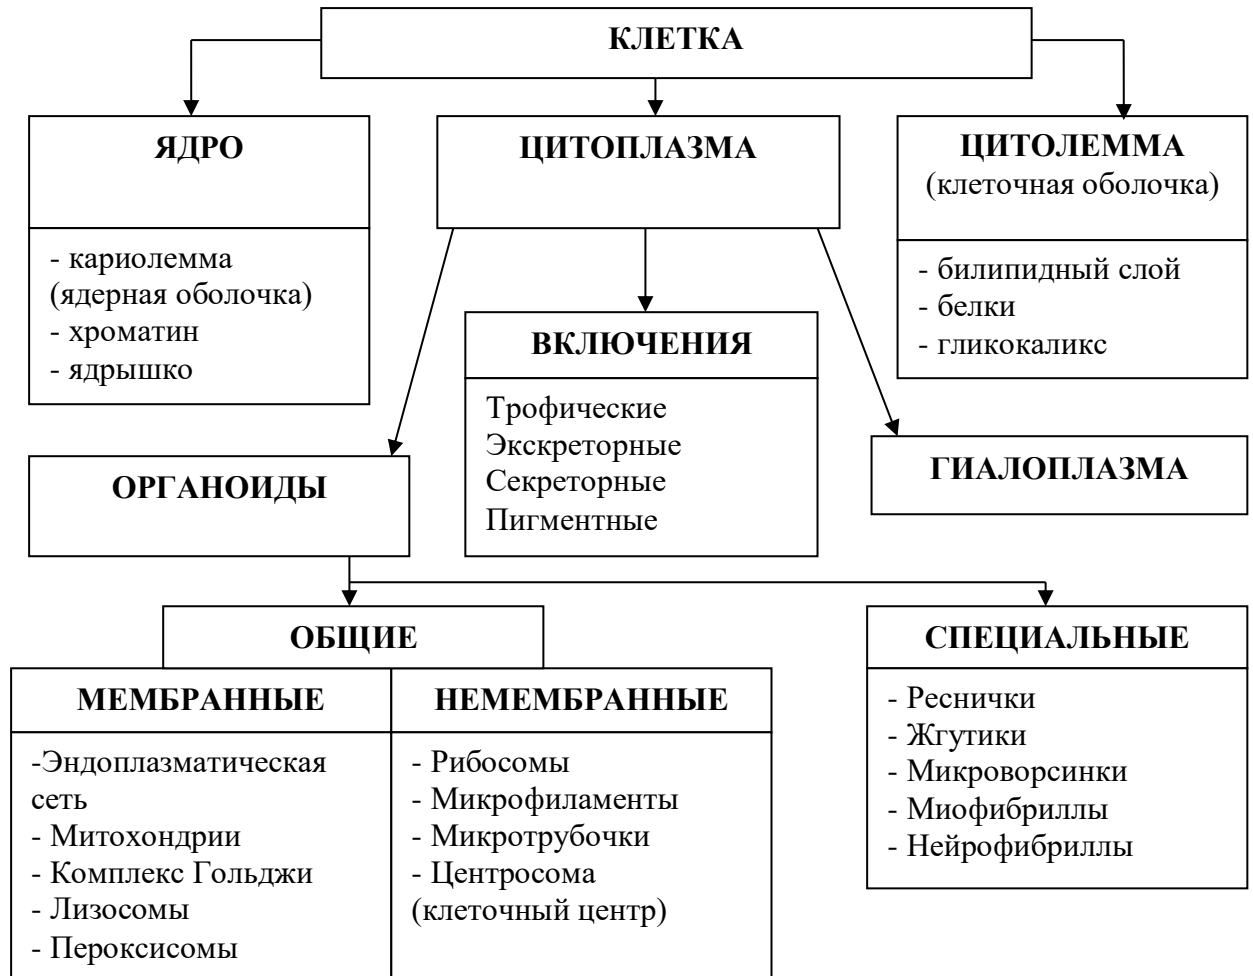 КЛЕТКА
ЯДРО
- кариолемма
(ядерная оболочка)
- хроматин
- ядрышко
ЦИТОПЛАЗМА
ЦИТОЛЕММА
(клеточная оболочка)
- билипидный слой
- белки
- гликокаликс
ВКЛЮЧЕНИЯ
Трофические
Экскреторные
Секреторные
Пигментные
ГИАЛОПЛАЗМА
ОРГАНОИДЫ
ОБЩИЕ
МЕМБРАННЫЕ
-Эндоплазматическая
сеть
- Митохондрии
- Комплекс Гольджи
- Лизосомы
- Пероксисомы
НЕМЕМБРАННЫЕ
- Рибосомы
- Микрофиламенты
- Микротрубочки
- Центросома
(клеточный центр)
СПЕЦИАЛЬНЫЕ
- Реснички
- Жгутики
- Микроворсинки
- Миофибриллы
- Нейрофибриллы